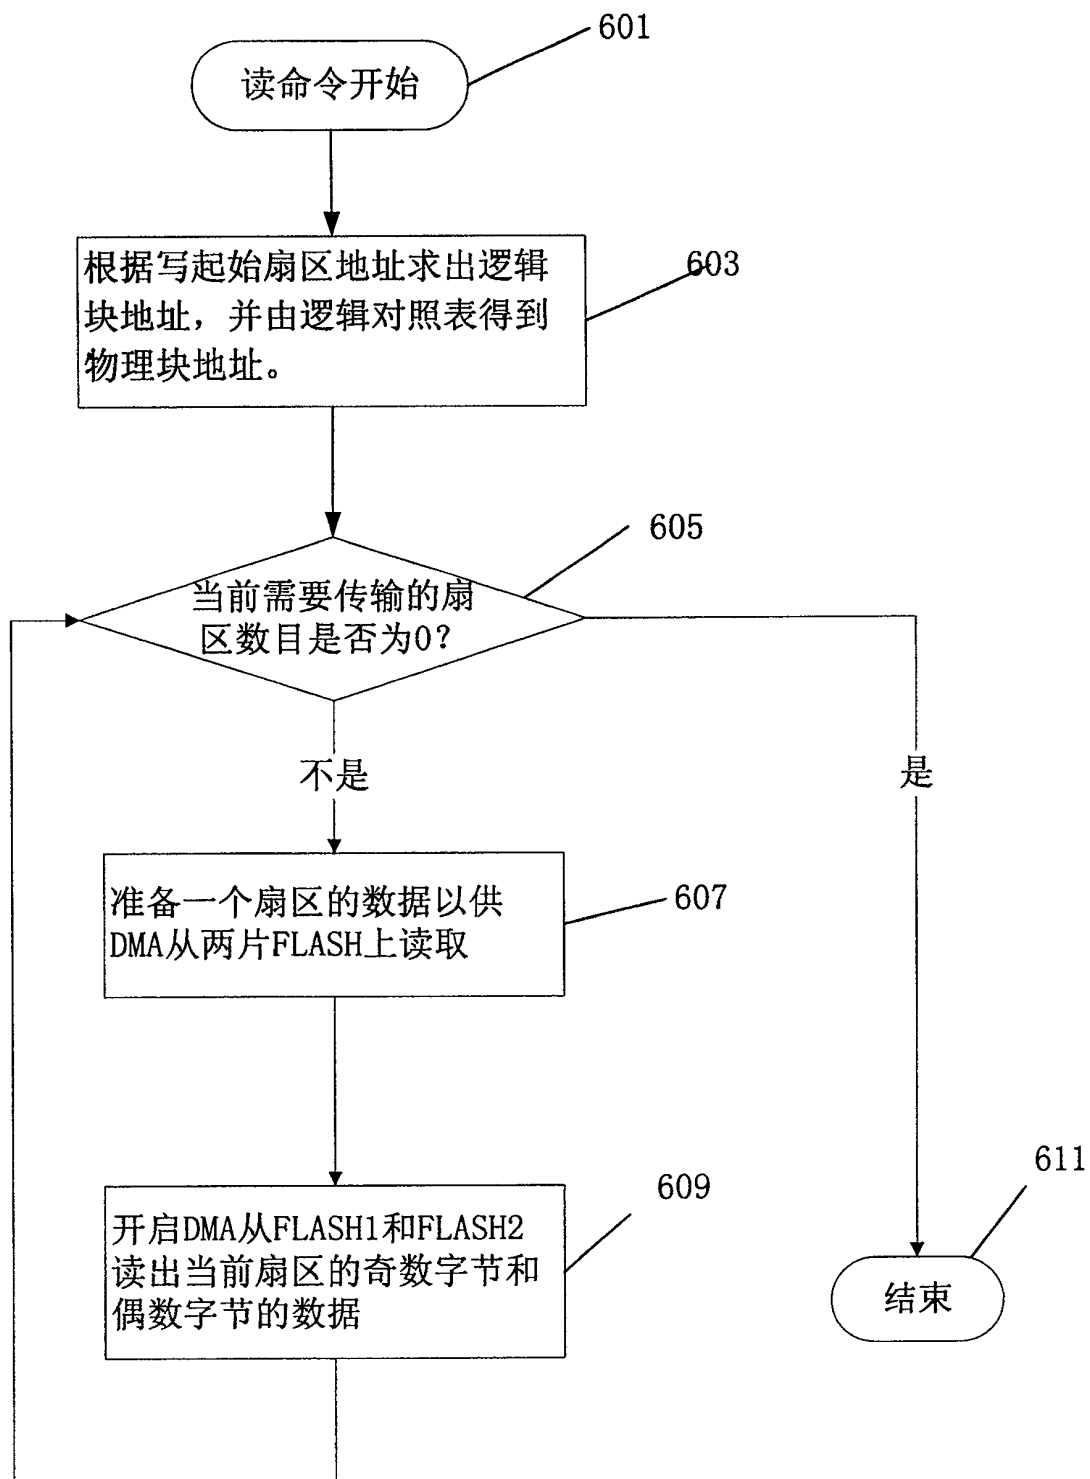 601
读命令开始
603
根据写起始扇区地址求出逻辑
块地址，并由逻辑对照表得到
物理块地址。
605
当前需要传输的扇
区数目是否为0？
不是
是
607
准备一个扇区的数据以供
DMA从两片FLASH上读取
609
开启DMA从FLASH1和FLASH2
读出当前扇区的奇数字节和
偶数字节的数据
611
结束